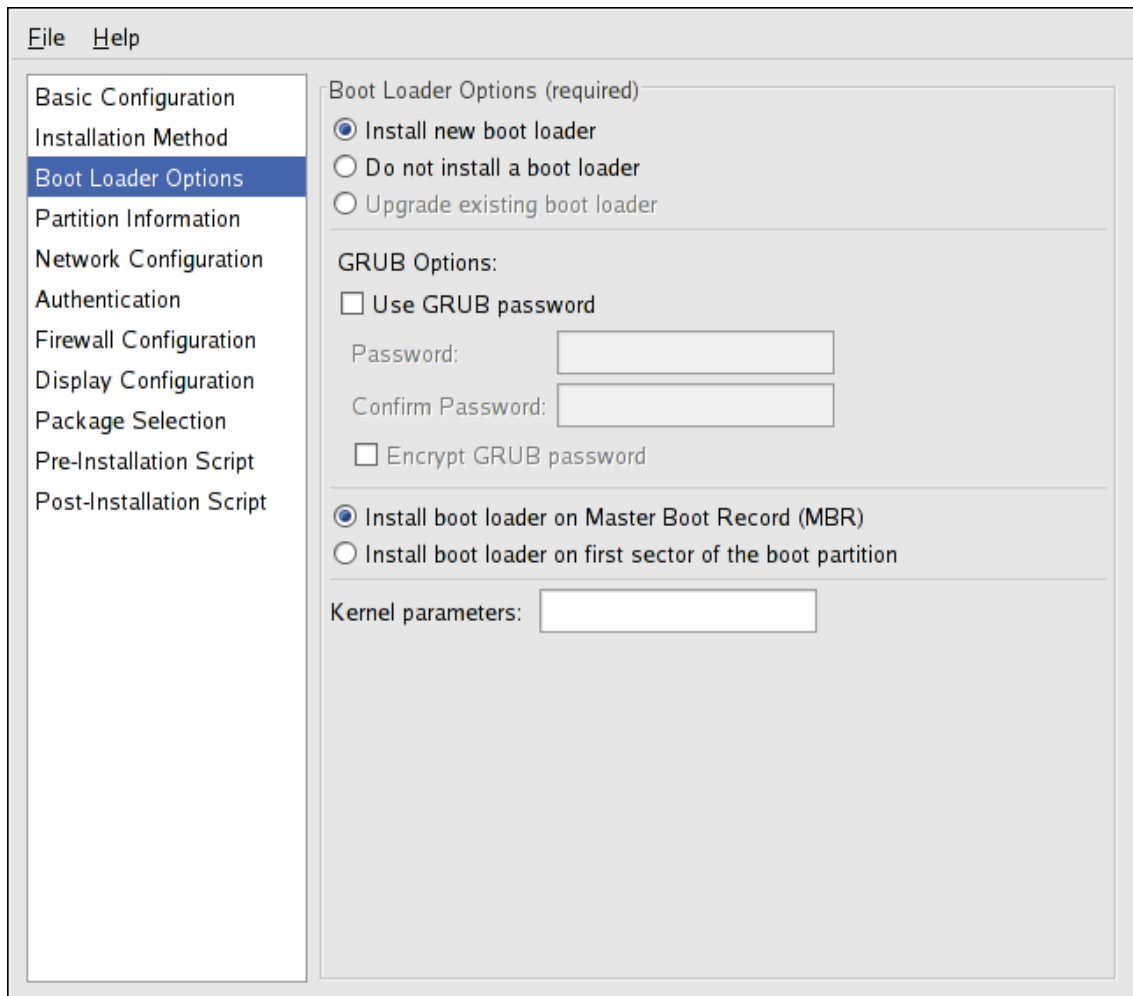 File Help
Basic Configuration
Installation Method
Boot Loader Options
Partition Information
Network Configuration
Authentication
Firewall Configuration
Display Configuration
Package Selection
Pre-Installation Script
Post-Installation Script
Boot Loader Options (required)
Install new boot loader
Do not install a boot loader
Upgrade existing boot loader
GRUB Options:
Use GRUB password
Password:
Confirm Password:
Encrypt GRUB password
Install boot loader on Master Boot Record (MBR)
Install boot loader on first sector of the boot partition
Kernel parameters: